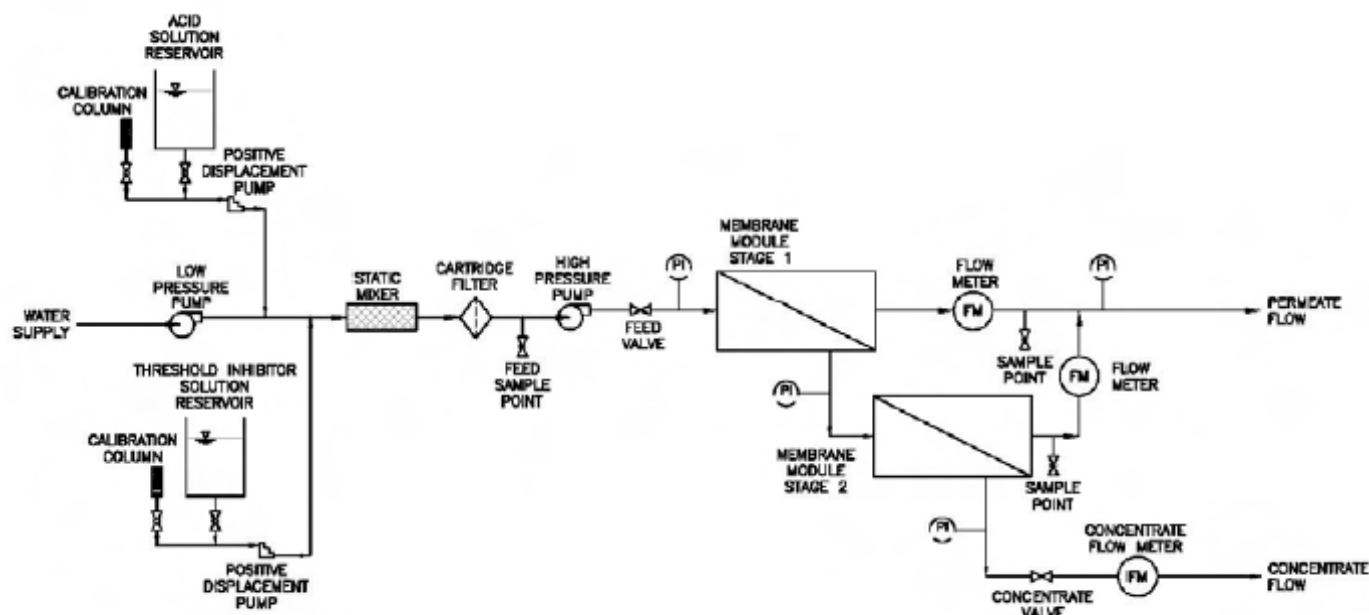 ACID
SOLUTION
RESERVOIR
CALIBRATION
COLUMN
POSITIVE
DISPLACEMENT
PUMP
LOW
PRESSURE
PUMP
WATER
SUPPLY
STATIC
MIXER
CARTRIDGE
FILTER
HIGH
PRESSURE
PUMP
FEED
SAMPLE
POINT
FEED
VALVE
PI
MEMBRANE
MODULE
STAGE 1
FLOW
METER
FM
PI
PERMEATE
FLOW
SAMPLE
POINT
FM
FLOW
METER
THRESHOLD INHIBITOR
SOLUTION
RESERVOIR
CALIBRATION
COLUMN
POSITIVE
DISPLACEMENT
PUMP
PI
MEMBRANE
MODULE
STAGE 2
SAMPLE
POINT
PI
CONCENTRATE
FLOW METER
CONCENTRATE
VALVE
CONCENTRATE
FLOW